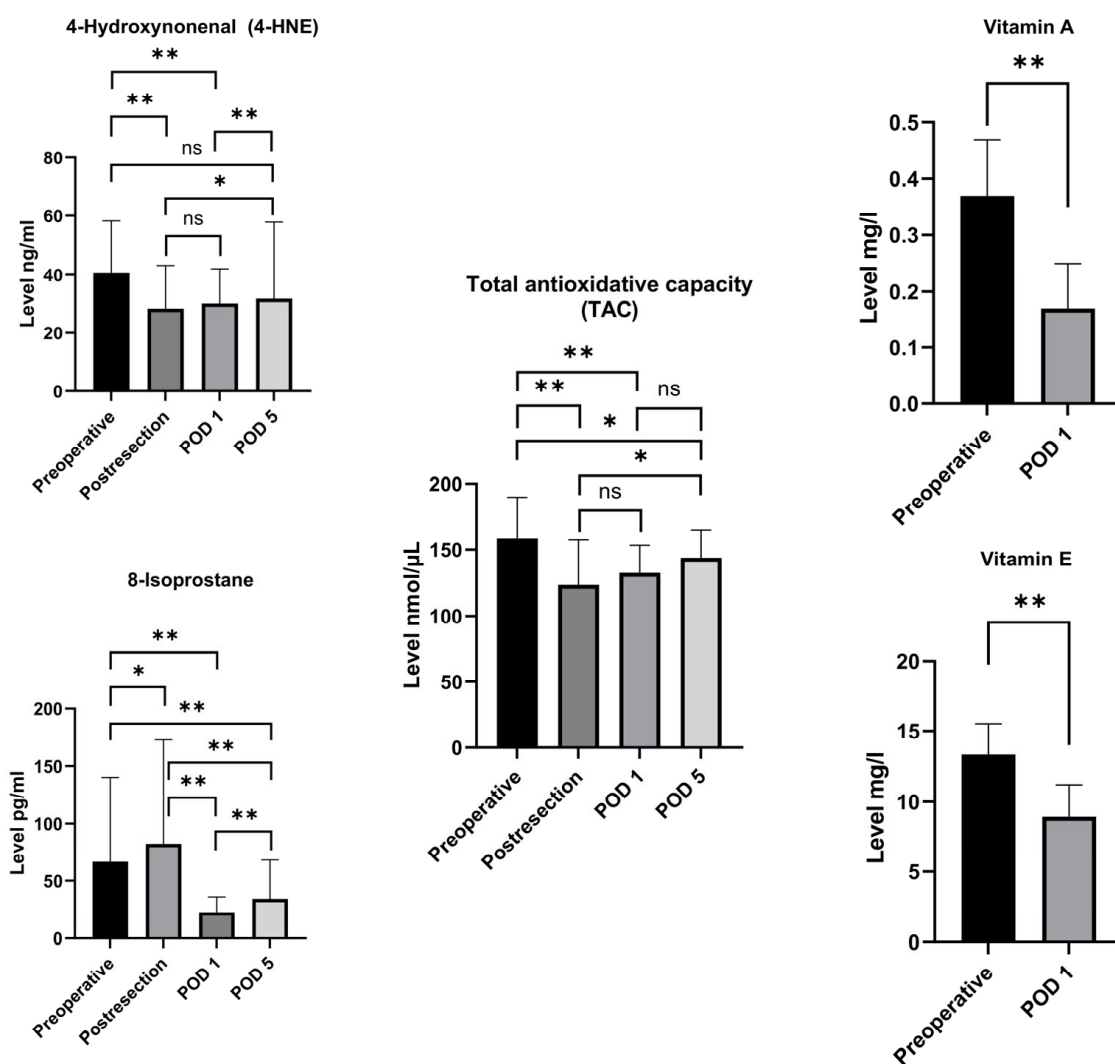 4-Hydroxynonenal (4-HNE)
**
**
**
ns
*
ns
Level ng/ml
80
60
40
20
0
Preoperative
Postresection
POD 1
POD 5
8-Isoprostane
**
*
**
**
**
**
Level pg/ml
200
150
100
50
0
Preoperative
Postresection
POD 1
POD 5
Total antioxidative capacity
(TAC)
**
**
ns
*
*
ns
Level nmol/µL
200
150
100
50
0
Preoperative
Postresection
POD 1
POD 5
Vitamin A
**
Level mg/l
0.5
0.4
0.3
0.2
0.1
0.0
Preoperative
POD 1
Vitamin E
**
Level mg/l
20
15
10
5
0
Preoperative
POD 1